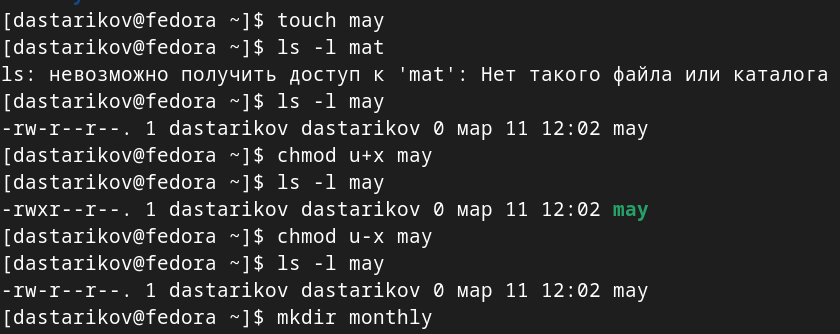 [dastarikov@fedora ~]$ touch may
[dastarikov@fedora ~]$ ls -l mat
ls: невозможно получить доступ к 'mat': Нет такого файла или каталога
[dastarikov@fedora ~]$ ls -l may
-rw-r--r--. 1 dastarikov dastarikov 0 мар 11 12:02 may
[dastarikov@fedora ~]$ chmod u+x may
[dastarikov@fedora ~]$ ls -l may
-rwxr--r--. 1 dastarikov dastarikov 0 мар 11 12:02 may
[dastarikov@fedora ~]$ chmod u-x may
[dastarikov@fedora ~]$ ls -l may
-rw-r--r--. 1 dastarikov dastarikov 0 мар 11 12:02 may
[dastarikov@fedora ~]$ mkdir monthly